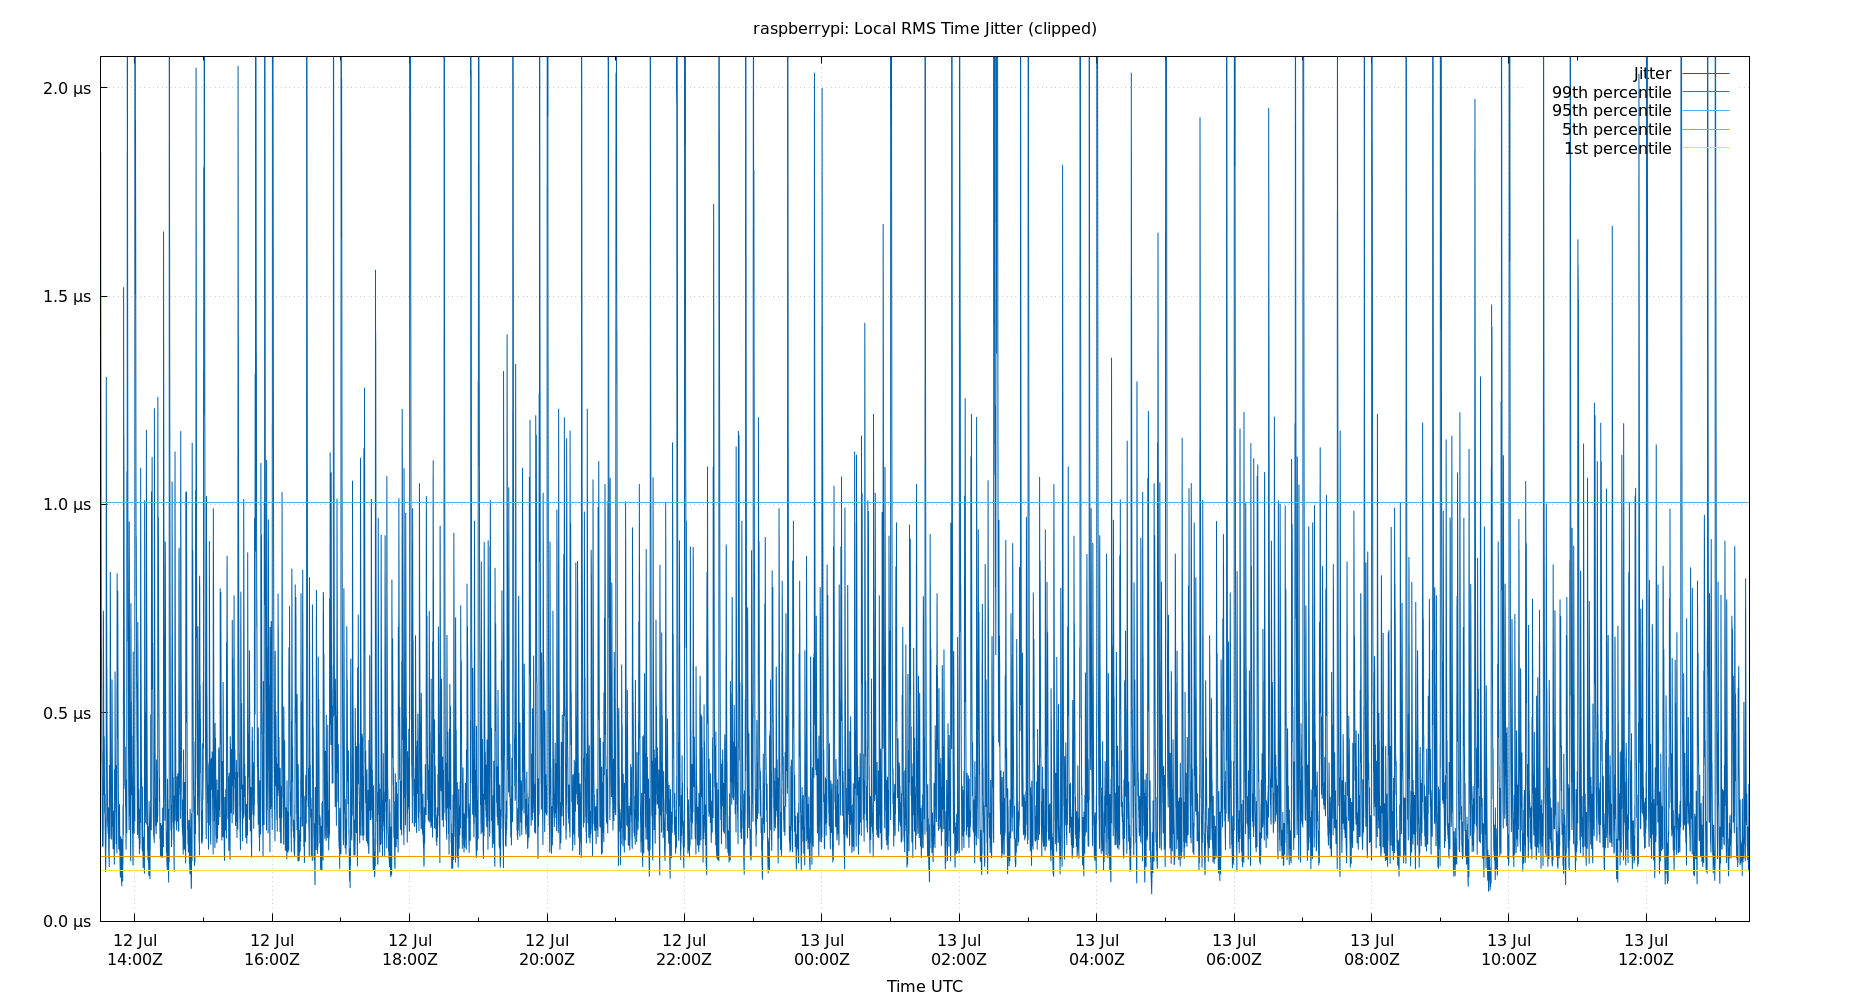 raspberrypi: Local RMS Time Jitter (clipped)
Jitter
99th percentile
95th percentile
5th percentile
1st percentile
2.0 µs
1.5 µs
1.0 µs
0.5 µs
0.0 µs
12 Jul 12 Jul 12 Jul 12 Jul 12 Jul 13 Jul 13 Jul 13 Jul 13 Jul 13 Jul 13 Jul 13 Jul
14:00Z 16:00Z 18:00Z 20:00Z 22:00Z 00:00Z 02:00Z 04:00Z 06:00Z 08:00Z 10:00Z 12:00Z
Time UTC